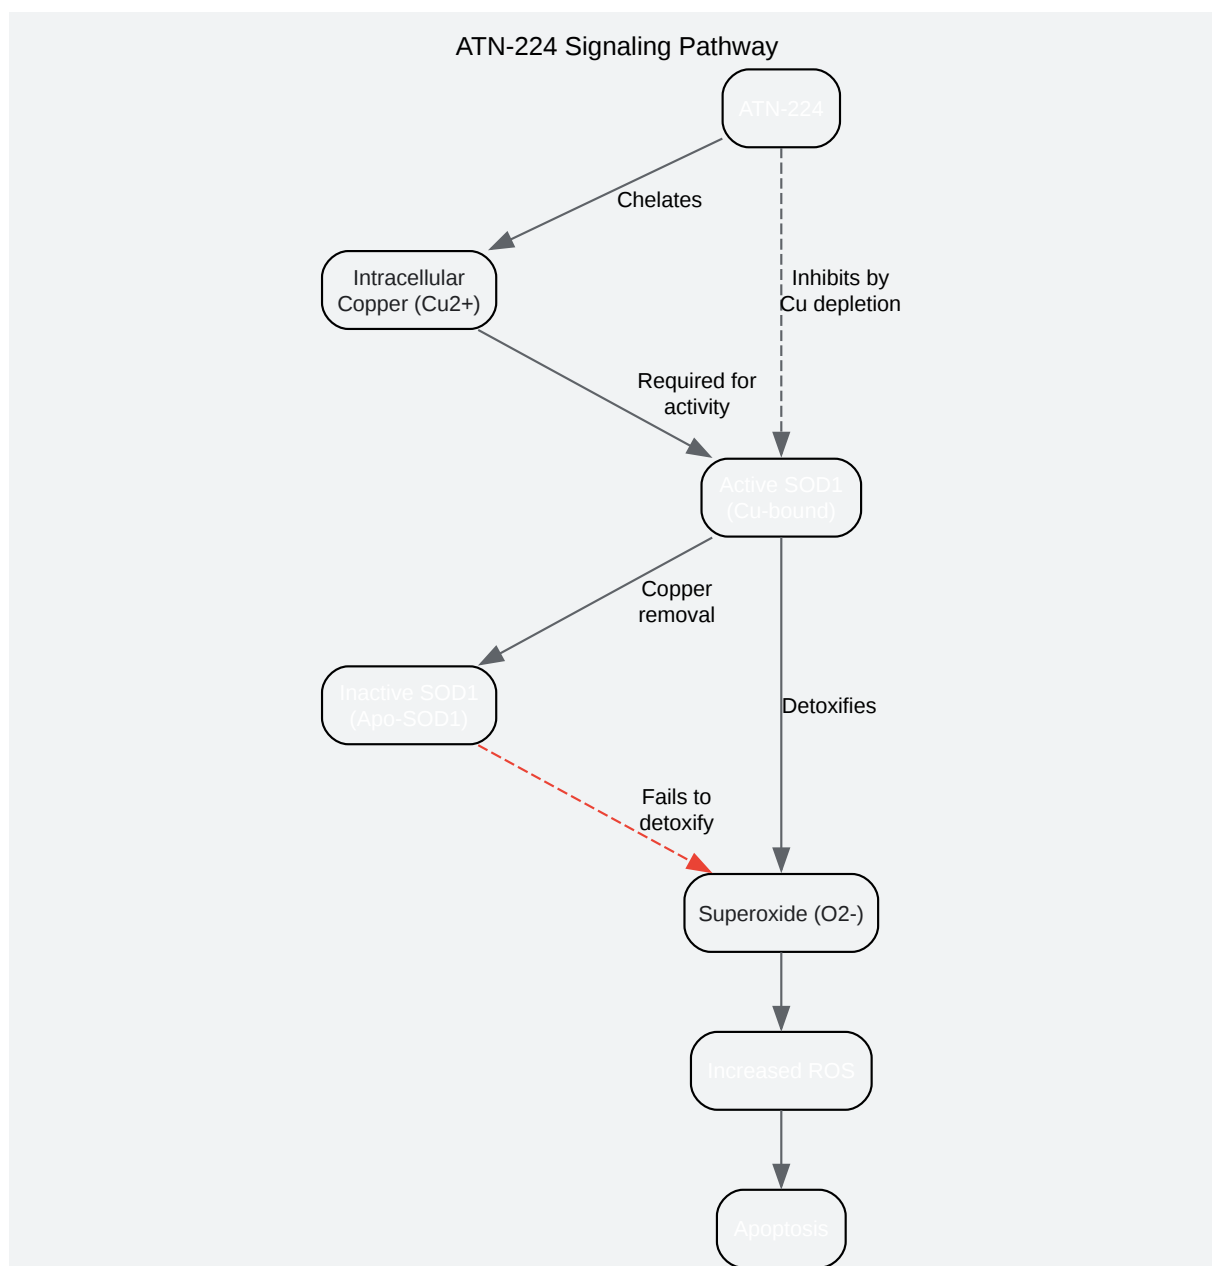 ATN-224 Signaling Pathway
ATN-224
Chelates
Intracellular
Copper (Cu2+)
Inhibits by
Cu depletion
Required for
activity
Active SOD1
(Cu-bound)
Copper
removal
Inactive SOD1
(Apo-SOD1)
Detoxifies
Fails to
detoxify
Superoxide (O2-)
Increased ROS
Apoptosis